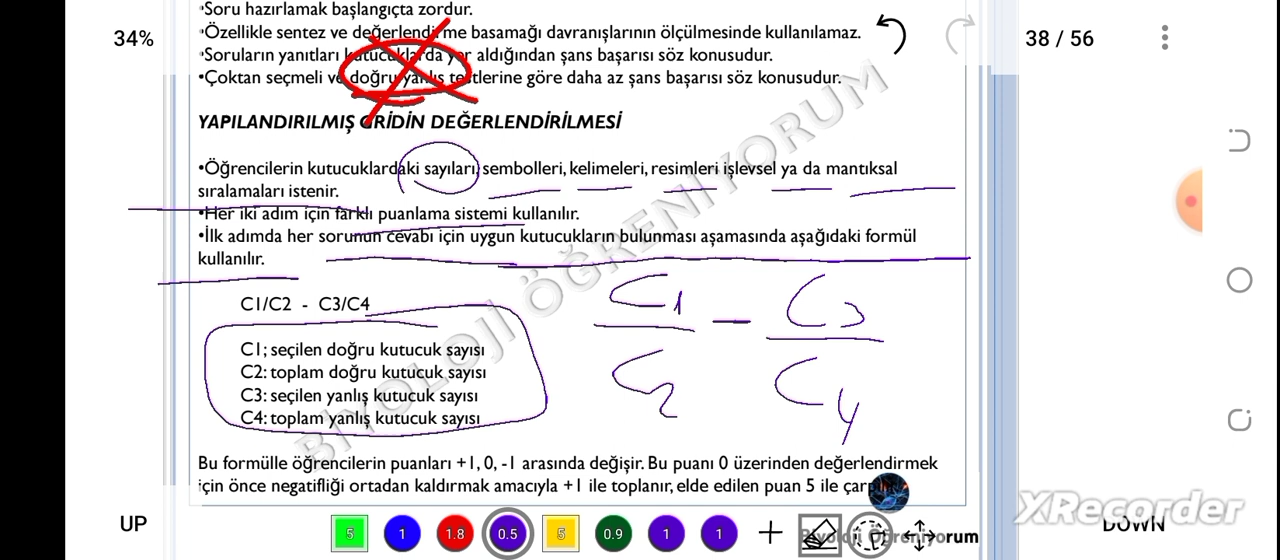 •Soru hazırlamak başlangıçta zordur.
34%
•Özellikle sentez ve değerlendirme basamağı davranışlarının ölçülmesinde kullanılamaz.
38 / 56
•Soruların yanıtları kutucuklarda yer aldığından şans başarısı söz konusudur.
•Çoktan seçmeli ve doğru yanlış testlerine göre daha az şans başarısı söz konusudur.
YAPILANDIRILMIŞ GRİDİN DEĞERLENDİRİLMESİ
•Öğrencilerin kutucuklardaki sayıları, sembolleri, kelimeleri, resimleri işlevsel ya da mantıksal
sıralamaları istenir.
•Her iki adım için farklı puanlama sistemi kullanılır.
•İlk adımda her sorunun cevabı için uygun kutucukların bulunması aşamasında aşağıdaki formül
kullanılır.
C1/C2 - C3/C4
C1; seçilen doğru kutucuk sayısı
C2: toplam doğru kutucuk sayısı
C3: seçilen yanlış kutucuk sayısı
C4: toplam yanlış kutucuk sayısı
C1 - C3
C2 C4
BİYOLOJİ ÖĞRENİYORUM
Bu formülle öğrencilerin puanları +1, 0, -1 arasında değişir. Bu puanı 0 üzerinden değerlendirmek
için önce negatifliği ortadan kaldırmak amacıyla +1 ile toplanır, elde edilen puan 5 ile
XRecorder
UP
5 1 1.8 0.5 5 0.9 1 1
Biyoloji Öğreniyorum
DOWN